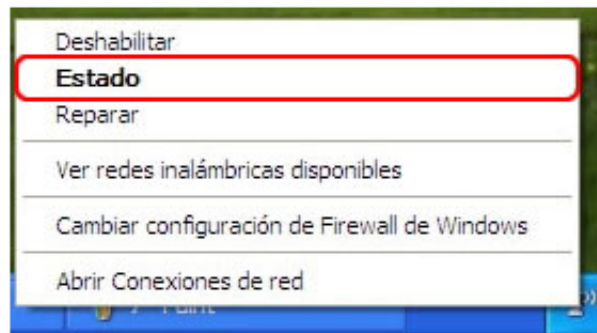 Deshabilitar
Estado
Reparar
Ver redes inalámbricas disponibles
Cambiar configuración de Firewall de Windows
Abrir Conexiones de red